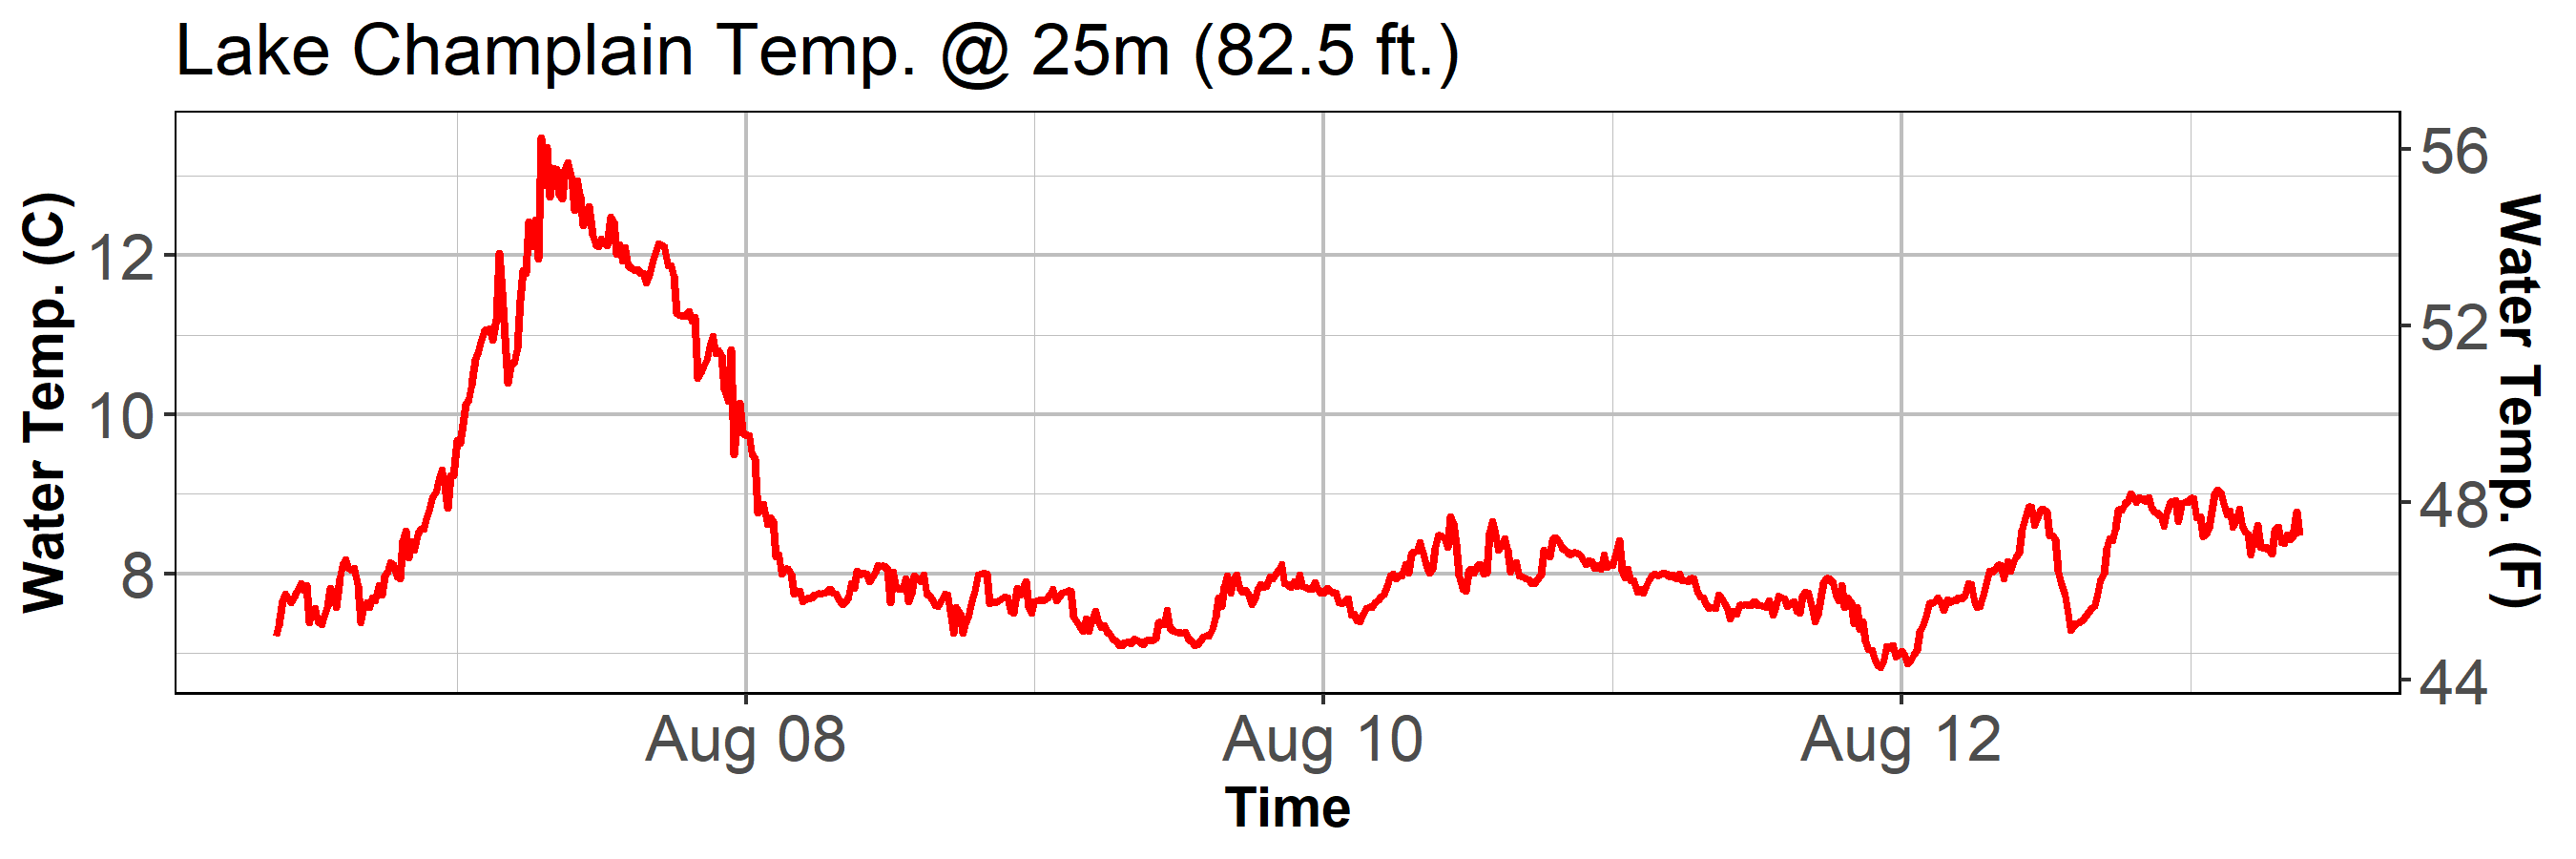 Lake Champlain Temp. @ 25m (82.5 ft.)
Water Temp. (C)
12
10
8
56
52
48
44
Water Temp. (F)
Aug 08
Aug 10
Aug 12
Time